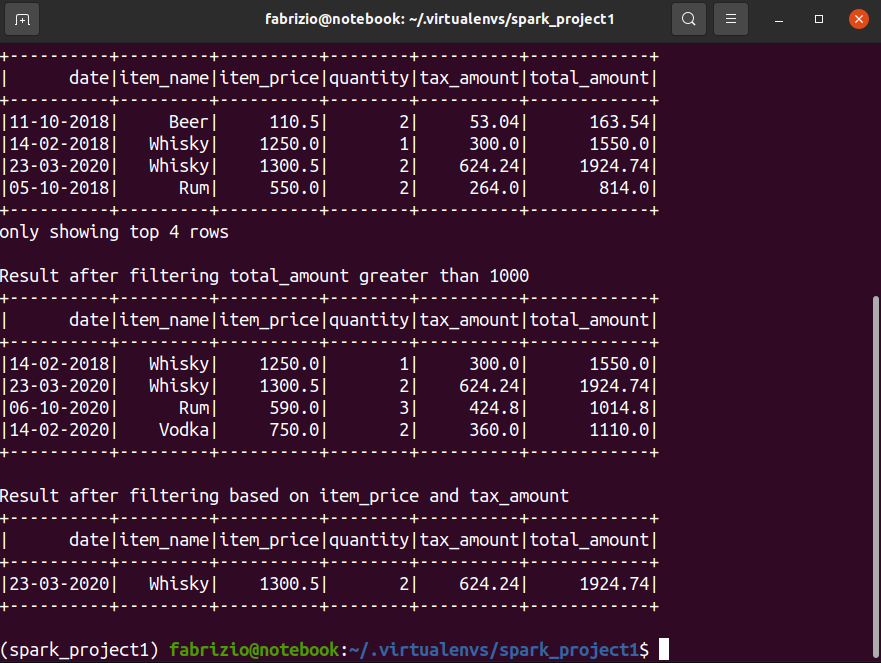 fabrizio@notebook: ~/.virtualenvs/spark_project1
+----------+---------+----------+--------+----------+------------+
|      date|item_name|item_price|quantity|tax_amount|total_amount|
+----------+---------+----------+--------+----------+------------+
|11-10-2018|     Beer|     110.5|       2|     53.04|      163.54|
|14-02-2018|   Whisky|    1250.0|       1|     300.0|      1550.0|
|23-03-2020|   Whisky|    1300.5|       2|    624.24|     1924.74|
|05-10-2018|      Rum|     550.0|       2|     264.0|       814.0|
+----------+---------+----------+--------+----------+------------+
only showing top 4 rows
Result after filtering total_amount greater than 1000
+----------+---------+----------+--------+----------+------------+
|      date|item_name|item_price|quantity|tax_amount|total_amount|
+----------+---------+----------+--------+----------+------------+
|14-02-2018|   Whisky|    1250.0|       1|     300.0|      1550.0|
|23-03-2020|   Whisky|    1300.5|       2|    624.24|     1924.74|
|06-10-2020|      Rum|     590.0|       3|     424.8|      1014.8|
|14-02-2020|    Vodka|     750.0|       2|     360.0|      1110.0|
+----------+---------+----------+--------+----------+------------+
Result after filtering based on item_price and tax_amount
+----------+---------+----------+--------+----------+------------+
|      date|item_name|item_price|quantity|tax_amount|total_amount|
+----------+---------+----------+--------+----------+------------+
|23-03-2020|   Whisky|    1300.5|       2|    624.24|     1924.74|
+----------+---------+----------+--------+----------+------------+
(spark_project1) fabrizio@notebook:~/.virtualenvs/spark_project1$